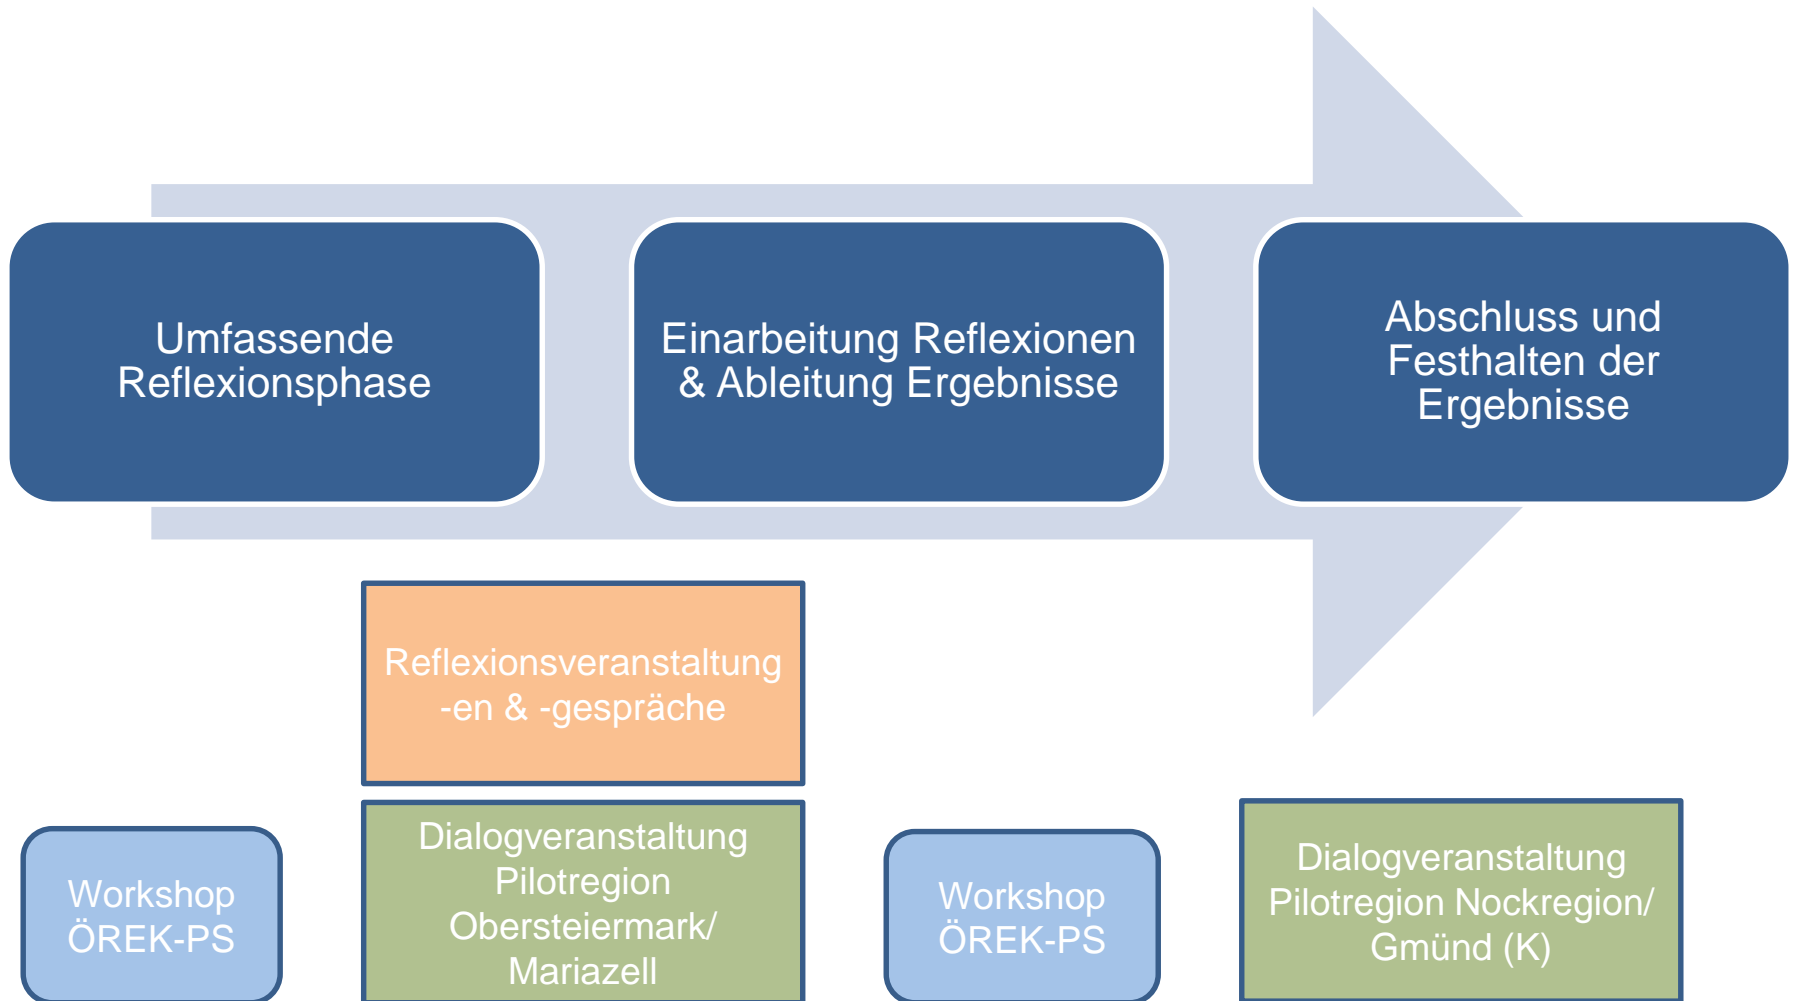 Umfassende
Reflexionsphase
Einarbeitung Reflexionen
& Ableitung Ergebnisse
Abschluss und
Festhalten der
Ergebnisse
Reflexionsveranstaltung
-en & -gespräche
Workshop
ÖREK-PS
Dialogveranstaltung
Pilotregion
Obersteiermark/
Mariazell
Workshop
ÖREK-PS
Dialogveranstaltung
Pilotregion Nockregion/
Gmünd (K)